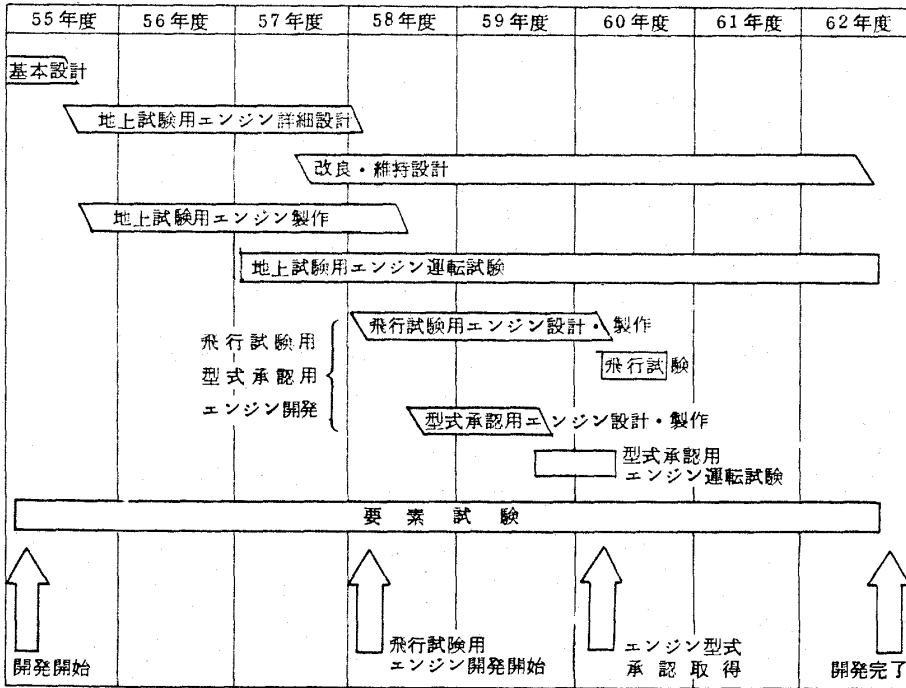 55年度 56年度 57年度 58年度 59年度 60年度 61年度 62年度
基本設計
地上試験用エンジン詳細設計
改良・維持設計
地上試験用エンジン製作
地上試験用エンジン運転試験
飛行試験用エンジン設計・製作
飛行試験用
型式承認用
エンジン開発
飛行試験
型式承認用エンジン設計・製作
型式承認用
エンジン運転試験
要素試験
開発開始
飛行試験用
エンジン開発開始
エンジン型式
承認取得
開発完了